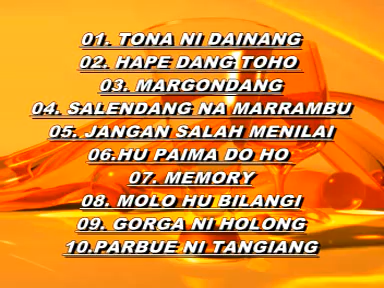 01. TONA NI DAINANG
02. HAPE DANG TOHO
03. MARGONDANG
04. SALENDANG NA MARRAMBU
05. JANGAN SALAH MENILAI
06.HU PAIMA DO HO
07. MEMORY
08. MOLO HU BILANGI
09. GORGA NI HOLONG
10.PARBUE NI TANGIANG